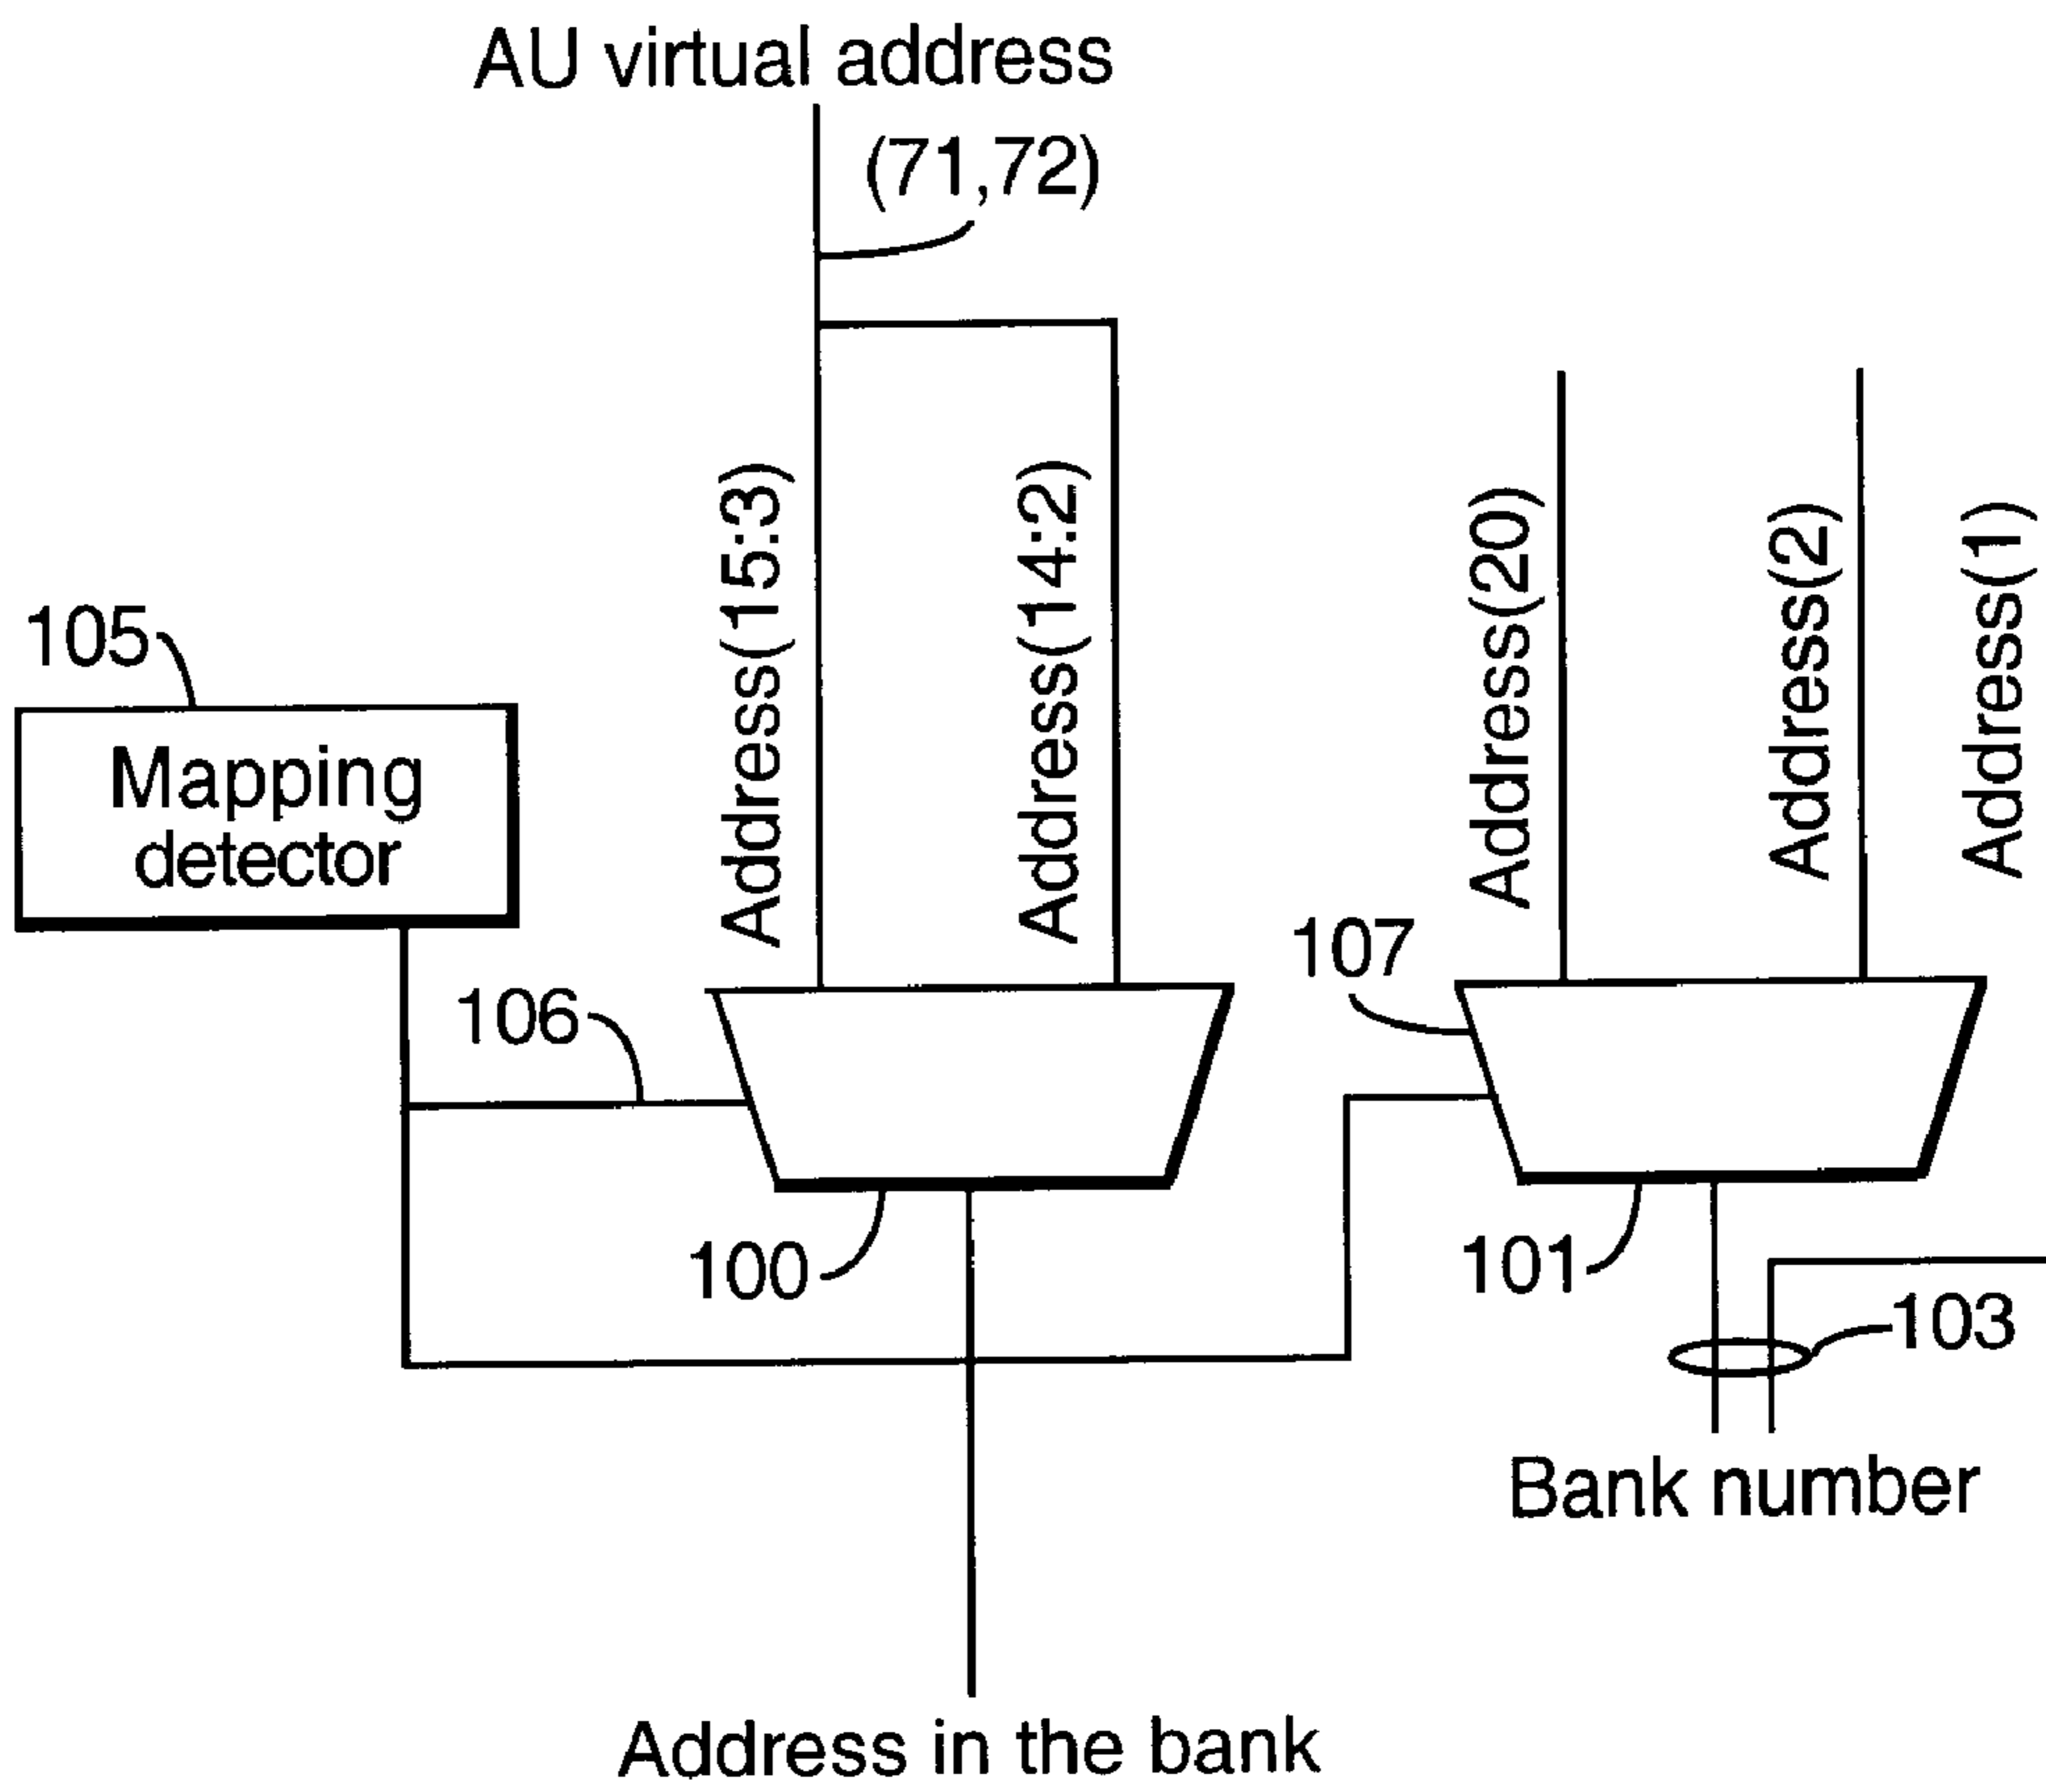 AU virtual address
(71,72)
Address(15:3)
Address(14:2)
Address(20)
Address(2)
Address(1)
105
Mapping
detector
106
107
100
101
103
Bank number
Address in the bank